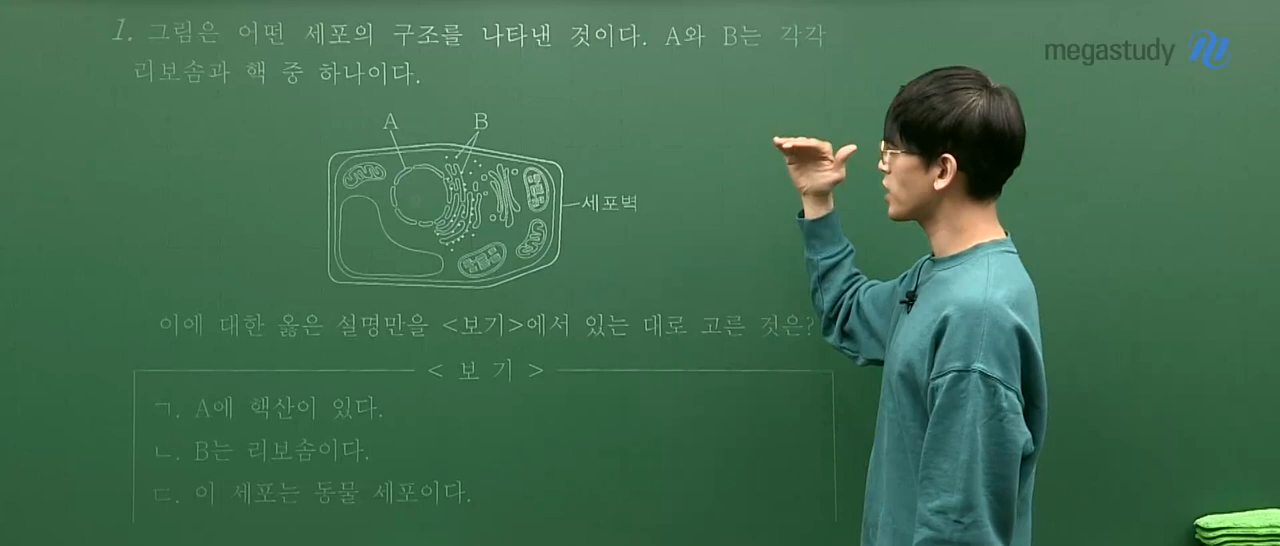 megastudy
1. 그림은 어떤 세포의 구조를 나타낸 것이다. A와 B는 각각
리보솜과 핵 중 하나이다.
A
B
세포벽
이에 대한 옳은 설명만을 <보기>에서 있는 대로 고른 것은?
< 보 기 >
ㄱ. A에 핵산이 있다.
ㄴ. B는 리보솜이다.
ㄷ. 이 세포는 동물 세포이다.